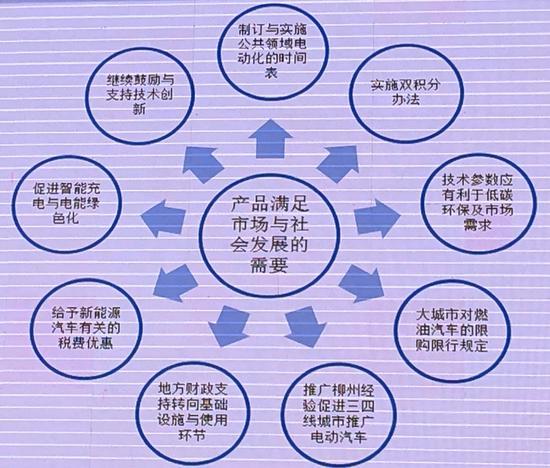 制订与实施
公共领域电
动化的时间
表
实施双积分
办法
技术参数应
有利于低碳
环保及市场
需求
大城市对燃
油汽车的限
购限行规定
推广柳州经
验促进三四
线城市推广
电动汽车
地方财政支
持转向基础
设施与使用
环节
给予新能源
汽车有关的
税费优惠
促进智能充
电与电能绿
色化
继续鼓励与
支持技术创
新
产品满足
市场与社
会发展的
需要